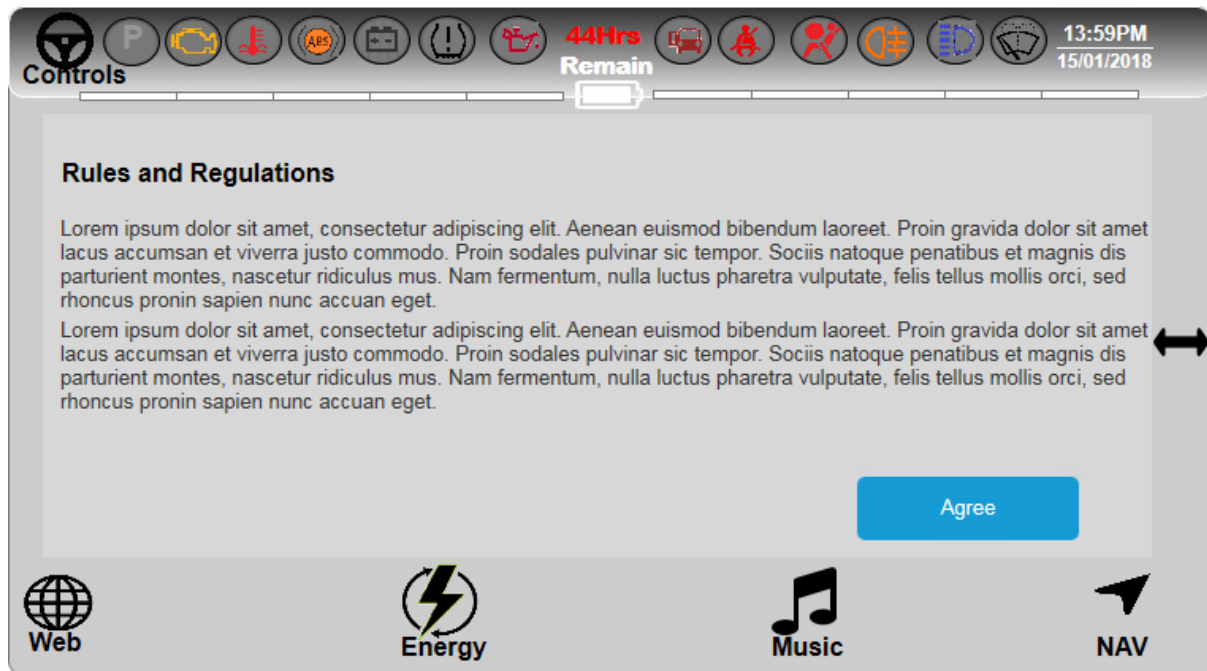 Controls
P
ABS
44Hrs
Remain
13:59PM
15/01/2018
Rules and Regulations
Lorem ipsum dolor sit amet, consectetur adipiscing elit. Aenean euismod bibendum laoreet. Proin gravida dolor sit amet
lacus accumsan et viverra justo commodo. Proin sodales pulvinar sic tempor. Sociis natoque penatibus et magnis dis
parturient montes, nascetur ridiculus mus. Nam fermentum, nulla luctus pharetra vulputate, felis tellus mollis orci, sed
rhoncus pronin sapien nunc accuan eget.
Lorem ipsum dolor sit amet, consectetur adipiscing elit. Aenean euismod bibendum laoreet. Proin gravida dolor sit amet
lacus accumsan et viverra justo commodo. Proin sodales pulvinar sic tempor. Sociis natoque penatibus et magnis dis
parturient montes, nascetur ridiculus mus. Nam fermentum, nulla luctus pharetra vulputate, felis tellus mollis orci, sed
rhoncus pronin sapien nunc accuan eget.
Agree
Web
Energy
Music
NAV